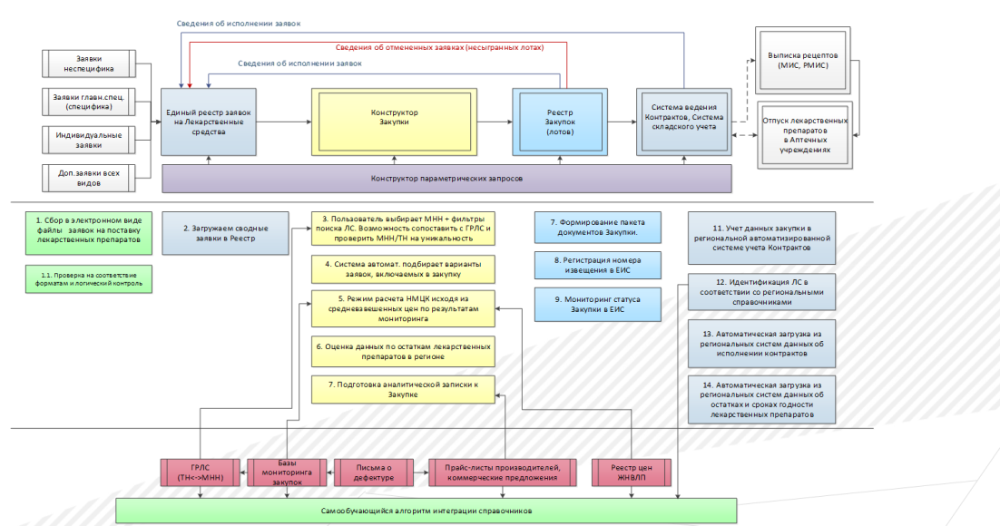 Сведения об исполнении заявок
Сведения об отмененных заявках (несыгранных лотах)
Сведения об исполнении заявок
Заявки
неспецифика
Заявки главн.спец.
(специфика)
Индивидуальные
заявки
Доп.заявки всех
видов
Единый реестр заявок
на Лекарственные
средства
Конструктор
Закупки
Реестр
Закупок
(лотов)
Система ведения
Контрактов, Система
складского учета
Выписка рецептов
(МИС, РМИС)
Отпуск лекарственных
препаратов
в Аптечных
учреждениях
Конструктор параметрических запросов
1. Сбор в электронном виде
файлы заявок на поставку
лекарственных препаратов
1.1. Проверка на соответствие
форматам и логический контроль
2. Загружаем сводные
заявки в Реестр
3. Пользователь выбирает МНН + фильтры
поиска ЛС. Возможность сопоставить с ГРЛС и
проверить МНН/ТН на уникальность
4. Система автомат. подбирает варианты
заявок, включаемых в закупку
5. Режим расчета НМЦК исходя из
средневзвешенных цен по результатам
мониторинга
6. Оценка данных по остаткам лекарственных
препаратов в регионе
7. Подготовка аналитической записки к
Закупке
7. Формирование пакета
документов Закупки.
8. Регистрация номера
извещения в ЕИС
9. Мониторинг статуса
Закупки в ЕИС
11. Учет данных закупки в
региональной автоматизированной
системе учета Контрактов
12. Идентификация ЛС в
соответствии со региональными
справочниками
13. Автоматическая загрузка из
региональных систем данных об
исполнении контрактов
14. Автоматическая загрузка из
региональных систем данных об
остатках и сроках годности
лекарственных препаратов
ГРЛС
(ТН<->МНН)
Базы
мониторинга
закупок
Письма о
дефектуре
Прайс-листы производителей,
коммерческие предложения
Реестр цен
ЖНВЛП
Самообучающийся алгоритм интеграции справочников